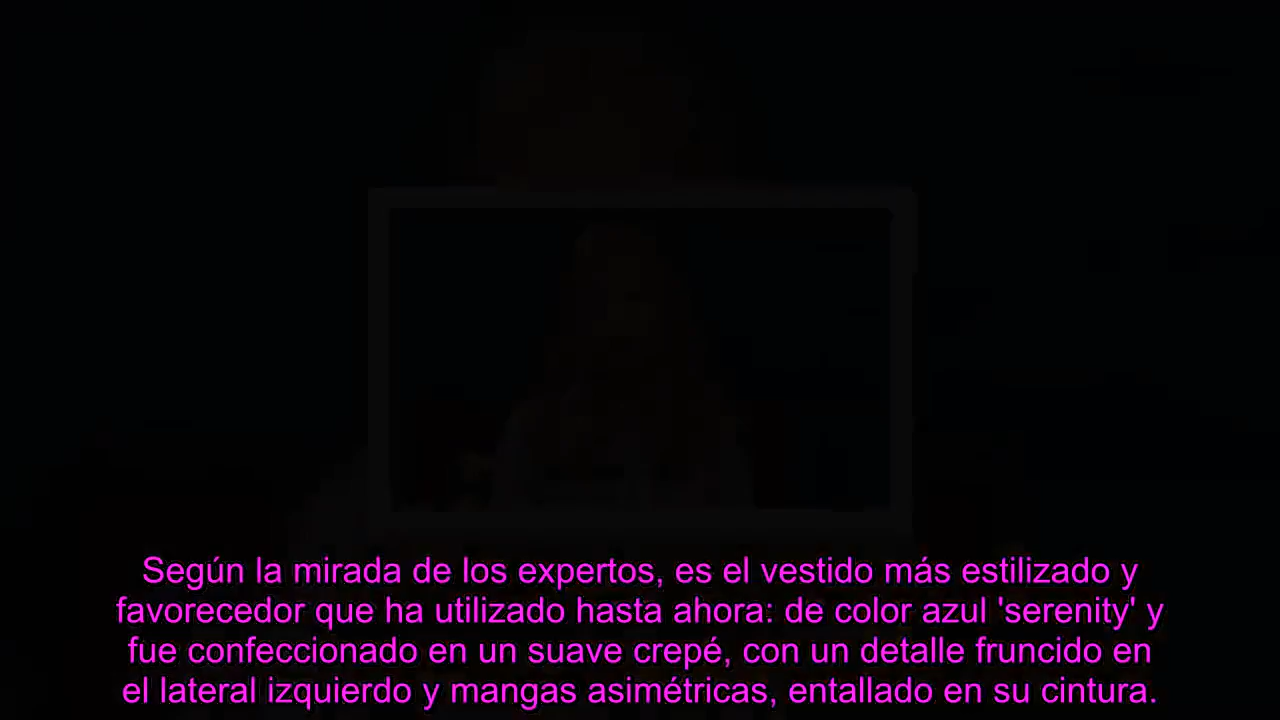 Según la mirada de los expertos, es el vestido más estilizado y
favorecedor que ha utilizado hasta ahora: de color azul 'serenity' y
fue confeccionado en un suave crepé, con un detalle fruncido en
el lateral izquierdo y mangas asimétricas, entallado en su cintura.